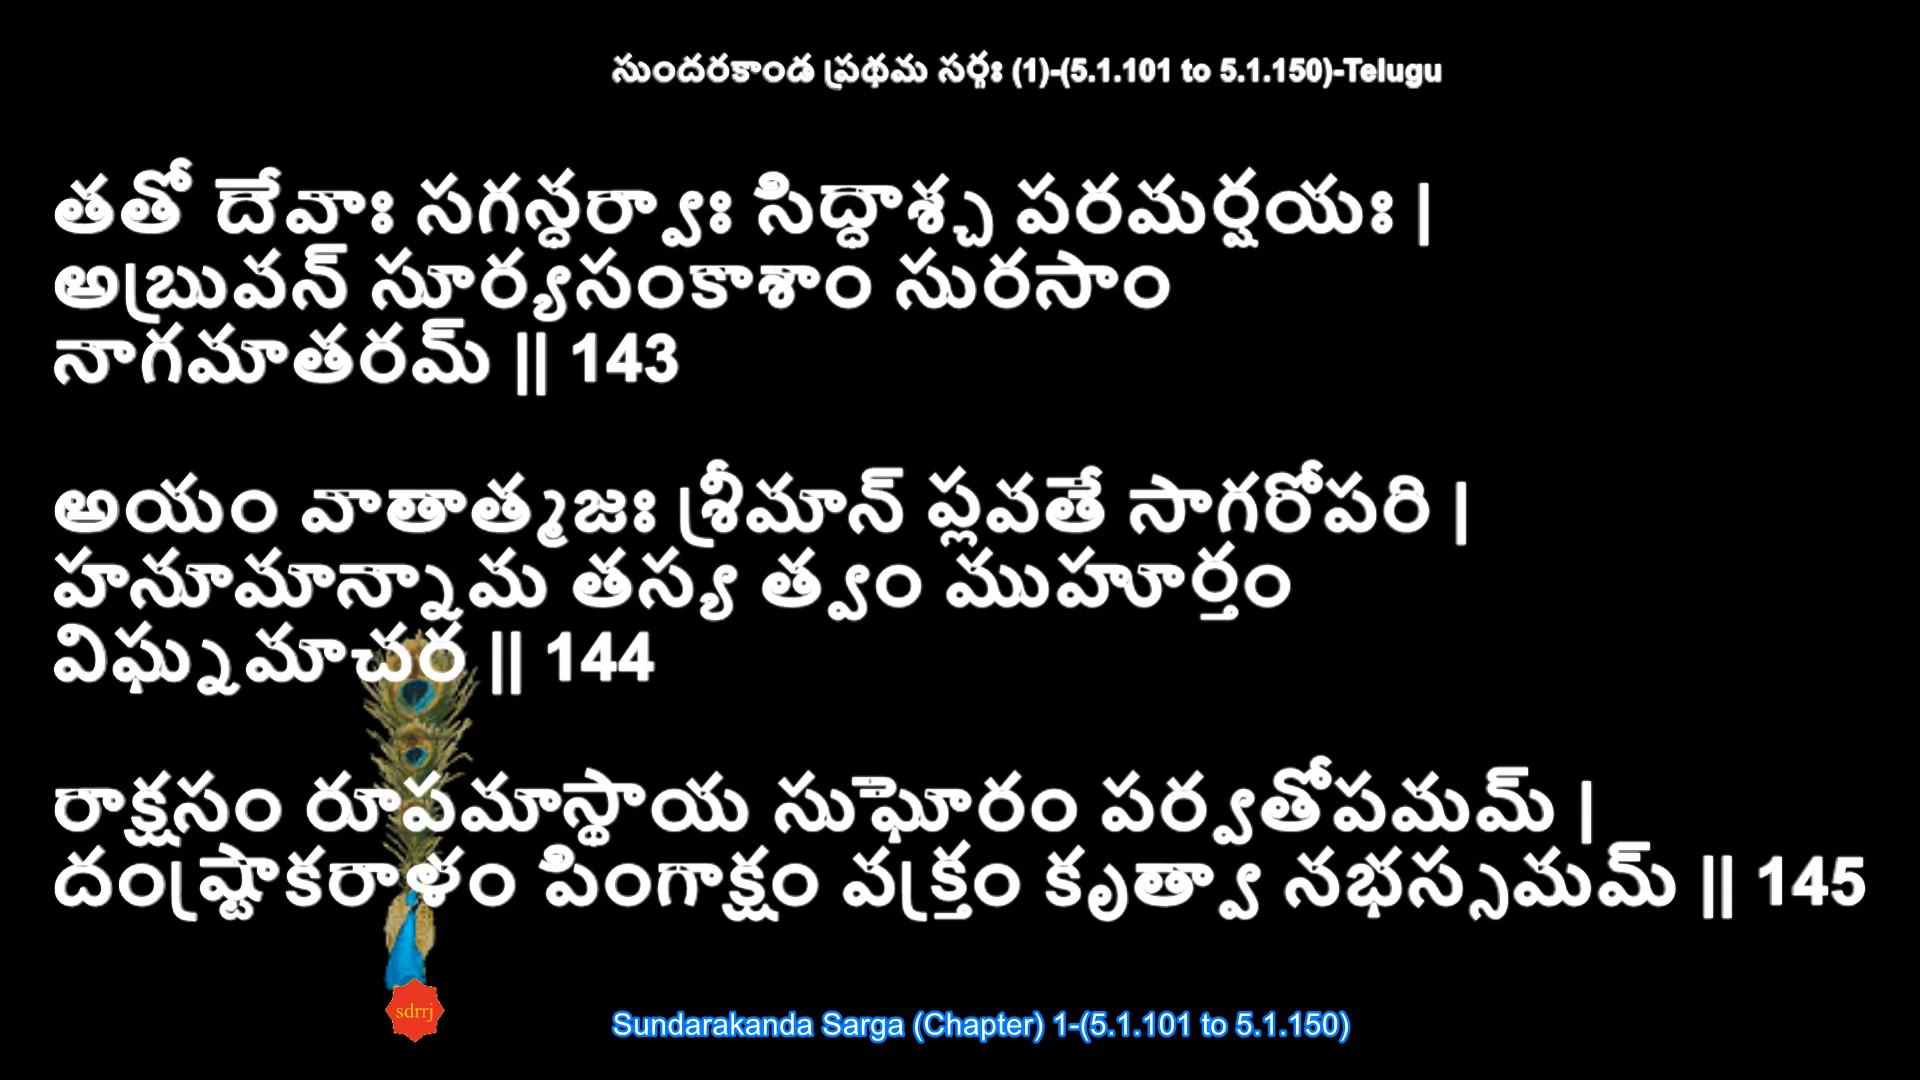 సుందరకాండ ప్రథమ సర్గః (1)-(5.1.101 to 5.1.150)-Telugu
తతో దేవాః సగన్ధర్వాః సిద్ధాశ్చ పరమర్షయః |
అబ్రువన్ సూర్యసంకాశాం సురసాం
నాగమాతరమ్ || 143
అయం వాతాత్మజః శ్రీమాన్ ప్లవతే సాగరోపరి |
హనూమాన్నామ తస్య త్వం ముహూర్తం
విఘ్నమాచర || 144
రాక్షసం రూపమాస్థాయ సుఘోరం పర్వతోపమమ్ |
దంష్ట్రాకరాళం పింగాక్షం వక్త్రం కృత్వా నభస్సమమ్ || 145
sdrrj
Sundarakanda Sarga (Chapter) 1-(5.1.101 to 5.1.150)